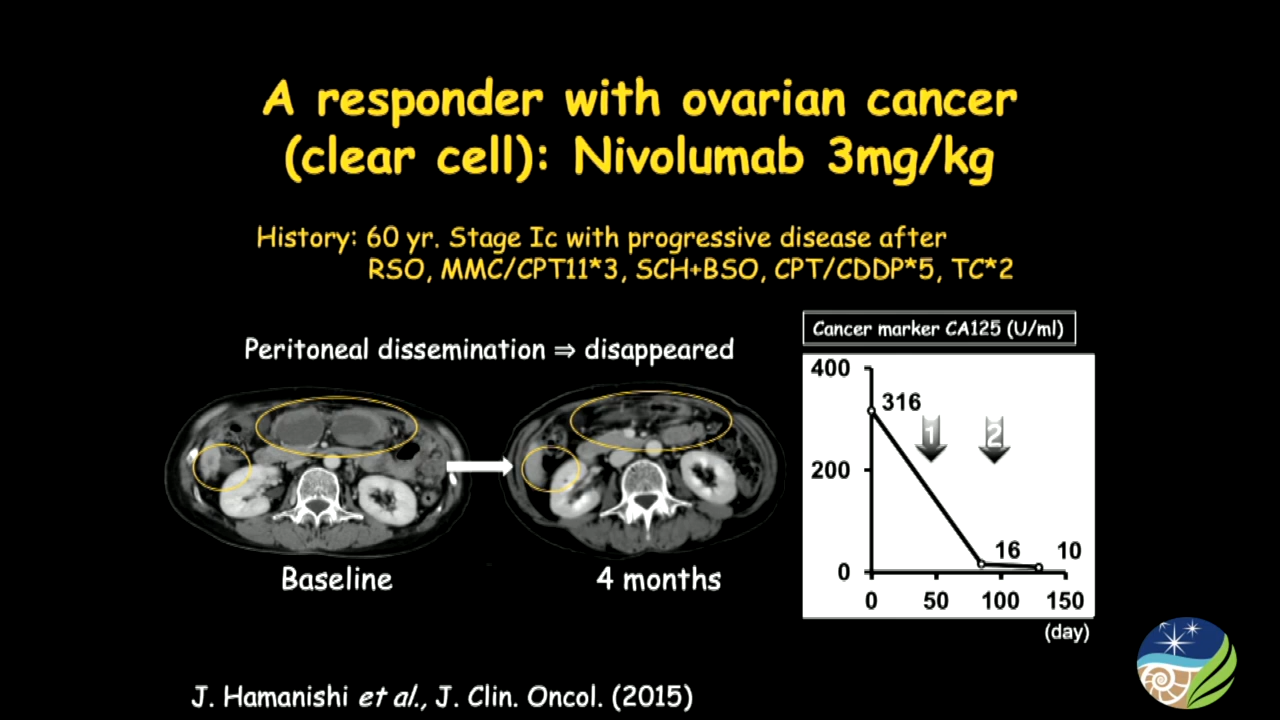 A responder with ovarian cancer
(clear cell): Nivolumab 3mg/kg
History: 60 yr. Stage Ic with progressive disease after
RSO, MMC/CPT11*3, SCH+BSO, CPT/CDDP*5, TC*2
Peritoneal dissemination ⇒ disappeared
Baseline
4 months
Cancer marker CA125 (U/ml)
400
316
1
2
200
16
10
0
0 50 100 150
(day)
J. Hamanishi et al., J. Clin. Oncol. (2015)